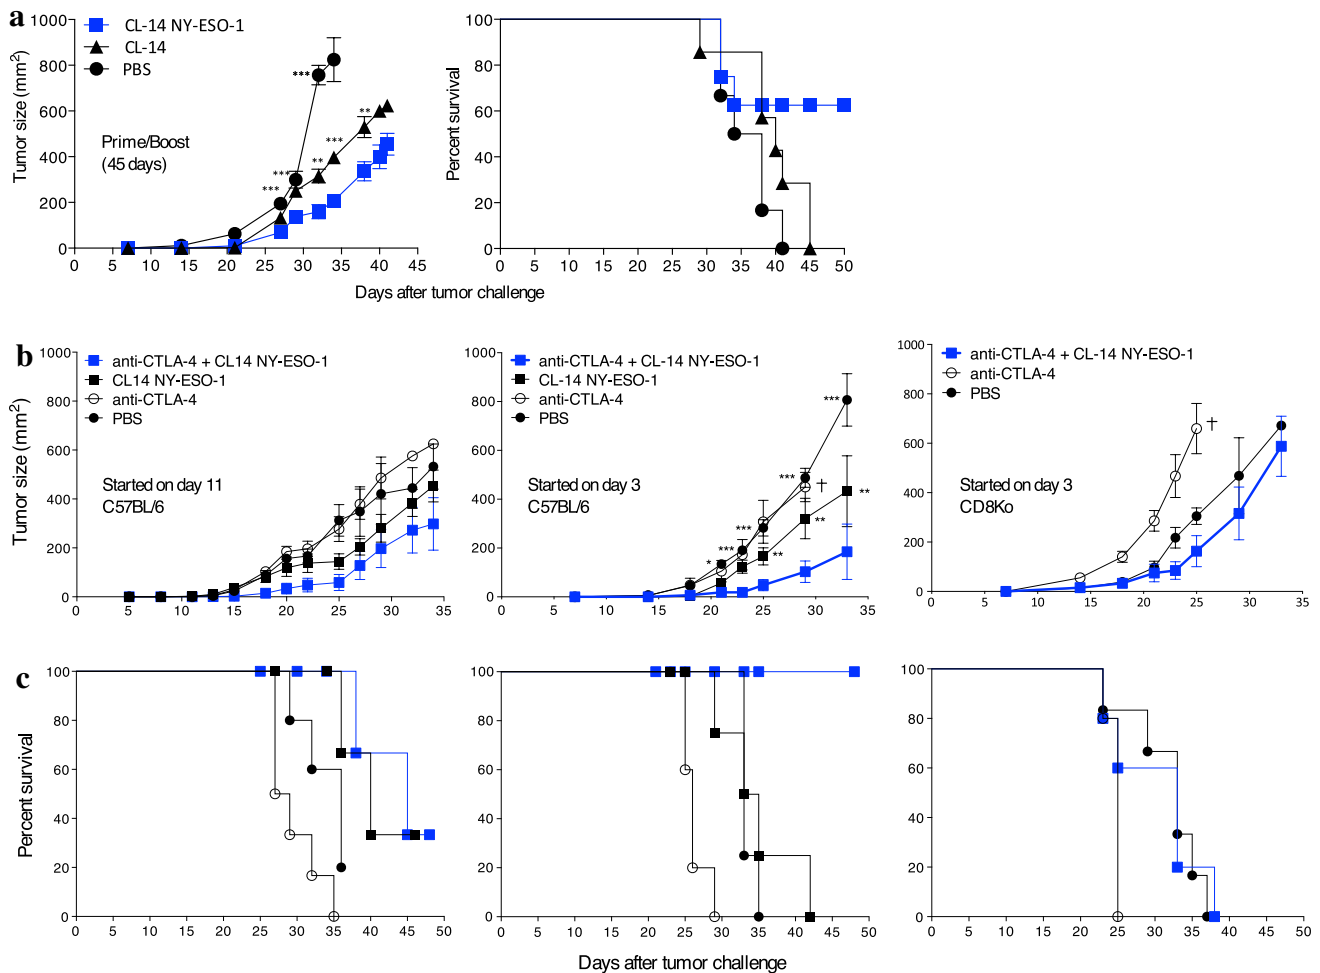 a
CL-14 NY-ESO-1
CL-14
PBS
Tumor size (mm²)
1000
800
600
400
200
0
***
***
***
**
***
**
Prime/Boost
(45 days)
0 5 10 15 20 25 30 35 40 45
Percent survival
100
80
60
40
20
0
0 5 10 15 20 25 30 35 40 45 50
Days after tumor challenge
b
anti-CTLA-4 + CL14 NY-ESO-1
CL14 NY-ESO-1
anti-CTLA-4
PBS
Tumor size (mm²)
1000
800
600
400
200
0
Started on day 11
C57BL/6
0 5 10 15 20 25 30 35
anti-CTLA-4 + CL-14 NY-ESO-1
CL-14 NY-ESO-1
anti-CTLA-4
PBS
1000
800
600
400
200
0
Started on day 3
C57BL/6
* *** *** *** ***
†
** ** **
0 5 10 15 20 25 30 35
anti-CTLA-4 + CL-14 NY-ESO-1
anti-CTLA-4
PBS
1000
800
600
400
200
0
†
Started on day 3
CD8Ko
0 5 10 15 20 25 30 35
c
Percent survival
100
80
60
40
20
0
0 5 10 15 20 25 30 35 40 45 50
100
80
60
40
20
0
0 5 10 15 20 25 30 35 40 45 50
100
80
60
40
20
0
0 5 10 15 20 25 30 35 40 45 50
Days after tumor challenge